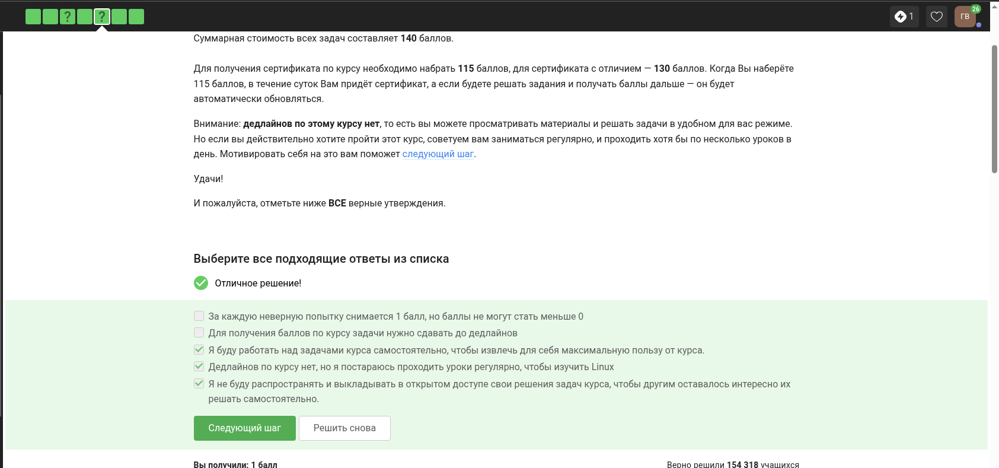 ? ? 1 ГВ 26
Суммарная стоимость всех задач составляет 140 баллов.
Для получения сертификата по курсу необходимо набрать 115 баллов, для сертификата с отличием — 130 баллов. Когда Вы наберёте
115 баллов, в течение суток Вам придёт сертификат, а если будете решать задания и получать баллы дальше — он будет
автоматически обновляться.
Внимание: дедлайнов по этому курсу нет, то есть вы можете просматривать материалы и решать задачи в удобном для вас режиме.
Но если вы действительно хотите пройти этот курс, советуем вам заниматься регулярно, и проходить хотя бы по несколько уроков в
день. Мотивировать себя на это вам поможет следующий шаг.
Удачи!
И пожалуйста, отметьте ниже ВСЕ верные утверждения.
Выберите все подходящие ответы из списка
Отличное решение!
За каждую неверную попытку снимается 1 балл, но баллы не могут стать меньше 0
Для получения баллов по курсу задачи нужно сдавать до дедлайнов
Я буду работать над задачами курса самостоятельно, чтобы извлечь для себя максимальную пользу от курса.
Дедлайнов по курсу нет, но я постараюсь проходить уроки регулярно, чтобы изучить Linux
Я не буду распространять и выкладывать в открытом доступе свои решения задач курса, чтобы другим оставалось интересно их
решать самостоятельно.
Следующий шаг Решить снова
Вы получили: 1 балл Верно решили 154 318 учащихся